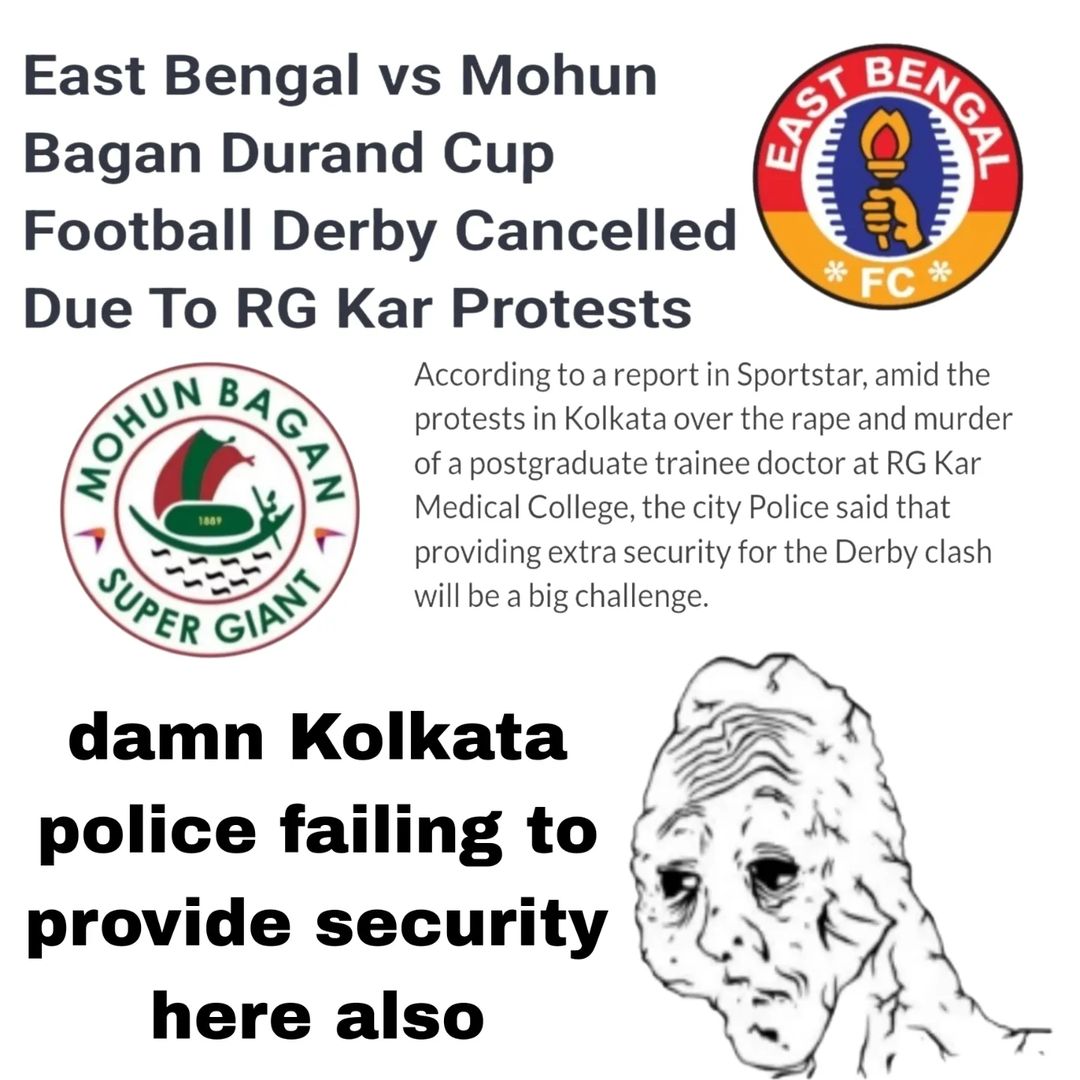 East Bengal vs Mohun
Bagan Durand Cup
Football Derby Cancelled
Due To RG Kar Protests
EAST BENGAL
* FC *
MOHUN BAGAN
1889
SUPER GIANT
According to a report in Sportstar, amid the
protests in Kolkata over the rape and murder
of a postgraduate trainee doctor at RG Kar
Medical College, the city Police said that
providing extra security for the Derby clash
will be a big challenge.
damn Kolkata
police failing to
provide security
here also